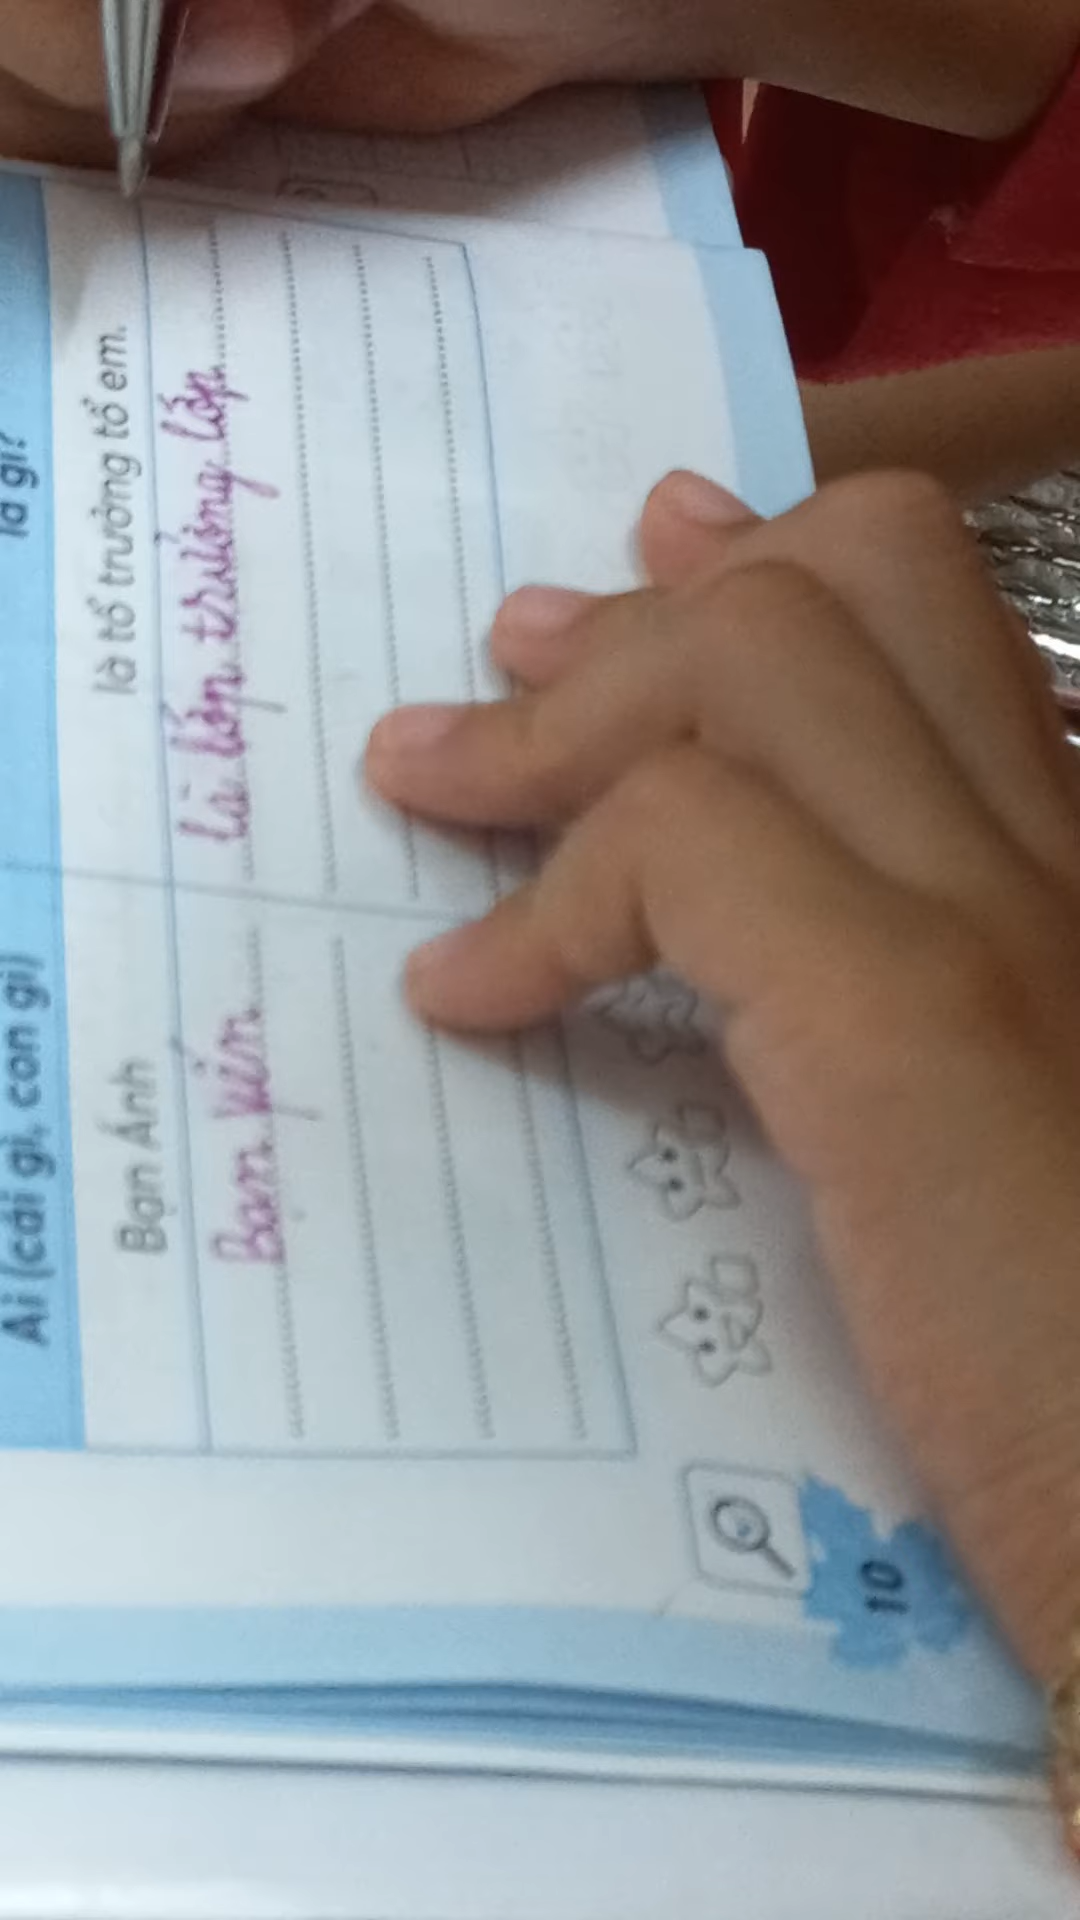 Ai (cái gì, con gì) là gì?
Bạn Ánh là tổ trưởng tổ em.
Bạn Yến là lớp trưởng lớp
10